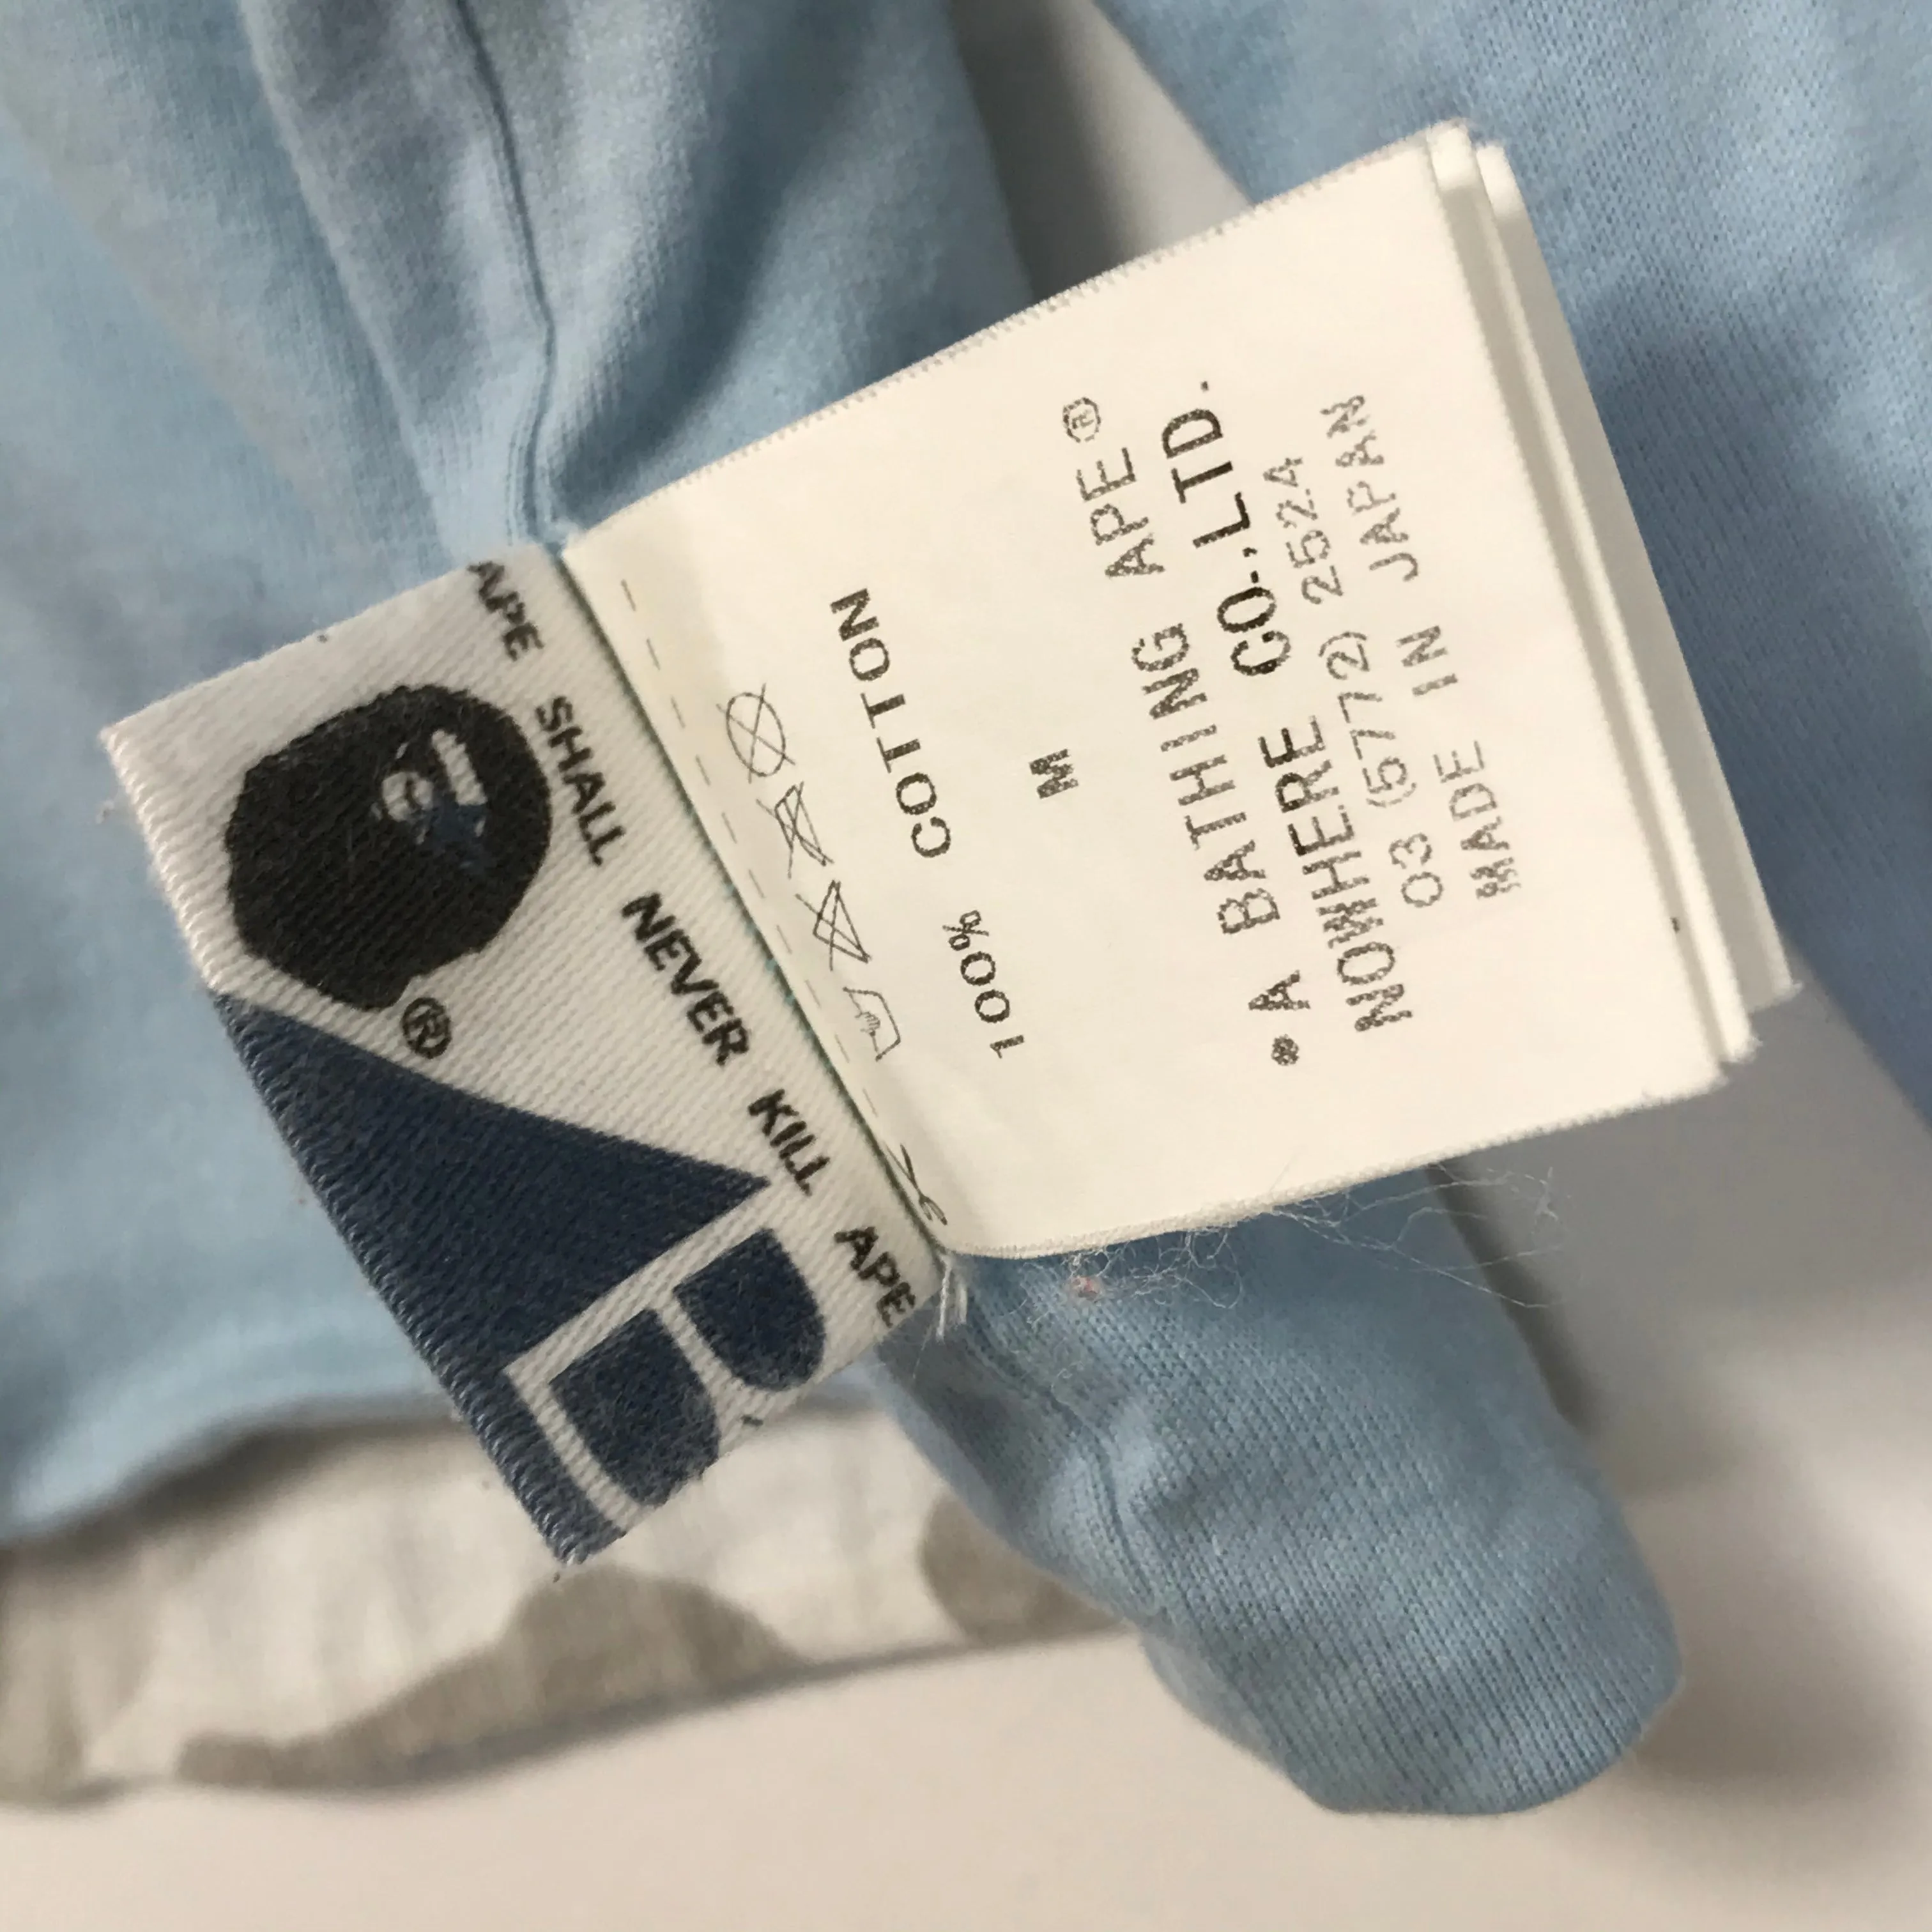 APE SHALL NEVER KILL APE
®
B
100% COTTON
M
•A BATHING APE®
NOWHERE CO.,LTD.
03 (5772) 2524
MADE IN JAPAN